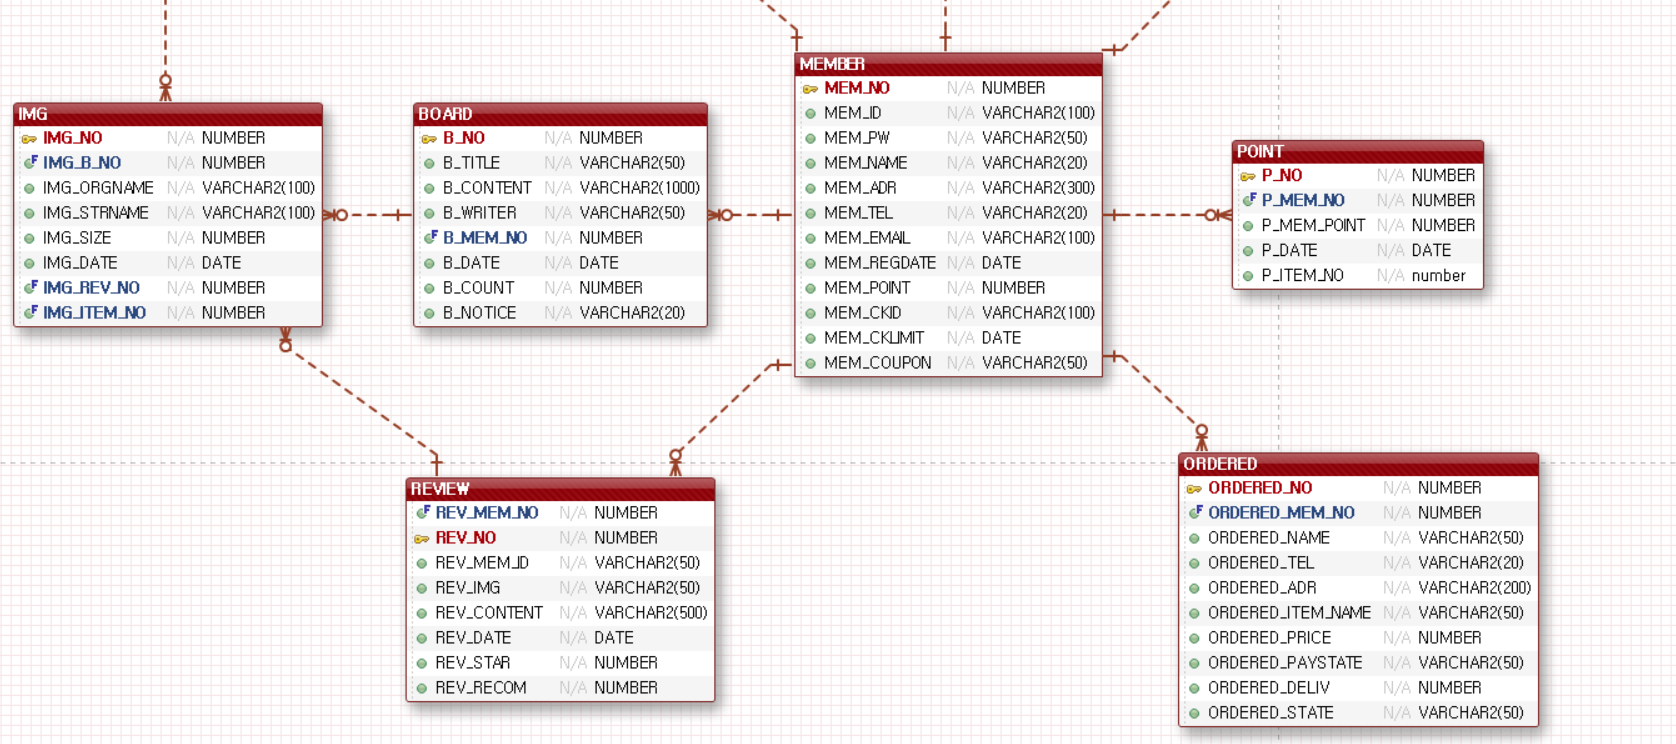 MEMBER
MEM_NO N/A NUMBER
MEM_ID N/A VARCHAR2(100)
MEM_PW N/A VARCHAR2(50)
MEM_NAME N/A VARCHAR2(20)
MEM_ADR N/A VARCHAR2(300)
MEM_TEL N/A VARCHAR2(20)
MEM_EMAIL N/A VARCHAR2(100)
MEM_REGDATE N/A DATE
MEM_POINT N/A NUMBER
MEM_CKID N/A VARCHAR2(100)
MEM_CKLIMIT N/A DATE
MEM_COUPON N/A VARCHAR2(50)
IMG
IMG_NO N/A NUMBER
F IMG_B_NO N/A NUMBER
IMG_ORGNAME N/A VARCHAR2(100)
IMG_STRNAME N/A VARCHAR2(100)
IMG_SIZE N/A NUMBER
IMG_DATE N/A DATE
F IMG_REV_NO N/A NUMBER
F IMG_ITEM_NO N/A NUMBER
BOARD
B_NO N/A NUMBER
B_TITLE N/A VARCHAR2(50)
B_CONTENT N/A VARCHAR2(1000)
B_WRITER N/A VARCHAR2(50)
F B_MEM_NO N/A NUMBER
B_DATE N/A DATE
B_COUNT N/A NUMBER
B_NOTICE N/A VARCHAR2(20)
POINT
P_NO N/A NUMBER
F P_MEM_NO N/A NUMBER
P_MEM_POINT N/A NUMBER
P_DATE N/A DATE
P_ITEM_NO N/A number
REVIEW
F REV_MEM_NO N/A NUMBER
REV_NO N/A NUMBER
REV_MEM_ID N/A VARCHAR2(50)
REV_IMG N/A VARCHAR2(50)
REV_CONTENT N/A VARCHAR2(500)
REV_DATE N/A DATE
REV_STAR N/A NUMBER
REV_RECOM N/A NUMBER
ORDERED
ORDERED_NO N/A NUMBER
F ORDERED_MEM_NO N/A NUMBER
ORDERED_NAME N/A VARCHAR2(50)
ORDERED_TEL N/A VARCHAR2(20)
ORDERED_ADR N/A VARCHAR2(200)
ORDERED_ITEM_NAME N/A VARCHAR2(50)
ORDERED_PRICE N/A NUMBER
ORDERED_PAYSTATE N/A VARCHAR2(50)
ORDERED_DELIV N/A NUMBER
ORDERED_STATE N/A VARCHAR2(50)